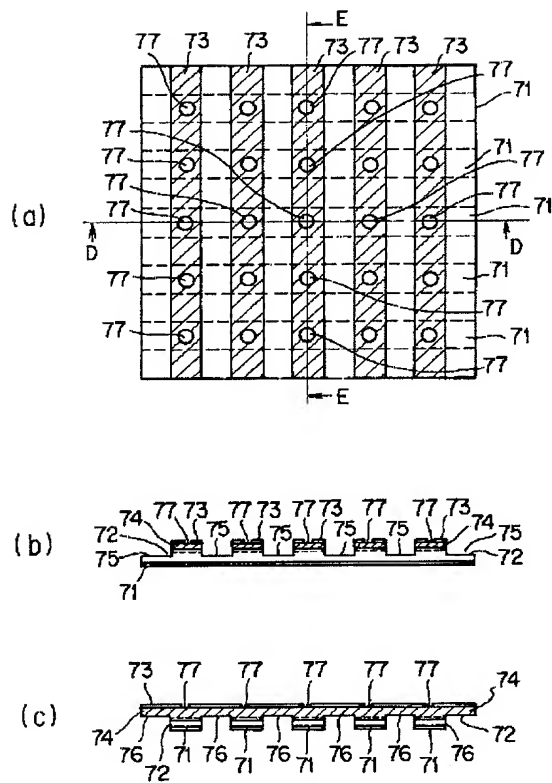 E
77 73 73 73 77 73 73
77 77
71
77 71
77 77
77 77 77
(a) 71
D D
77 71
77
77 71
77
E
77 73 77 73 77 73 77 77 73
74 75 75 75 75 74
(b) 72 75
75 72
71
73 77 77 77 77 77
74
(c)
74 72
76 76 76 76 76 76
72 71 71 71 71 71